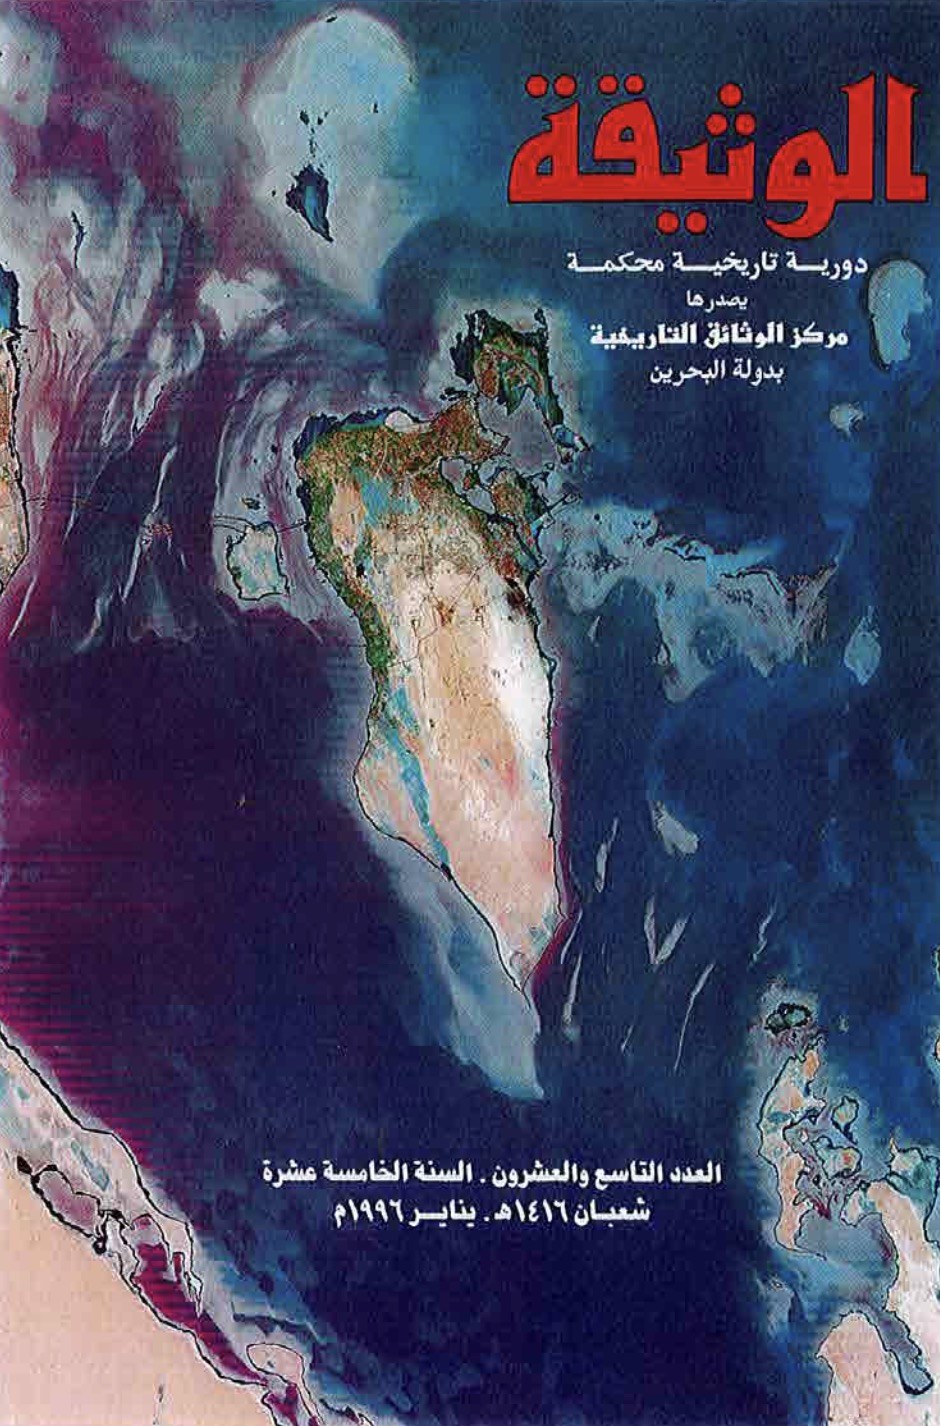 الوثيقة
دورية تاريخية محكمة
يصدرها
مركز الوثائق التاريخية
بدولة البحرين
العدد التاسع والعشرون . السنة الخامسة عشرة
شعبان ١٤١٦هـ . يناير ١٩٩٦م